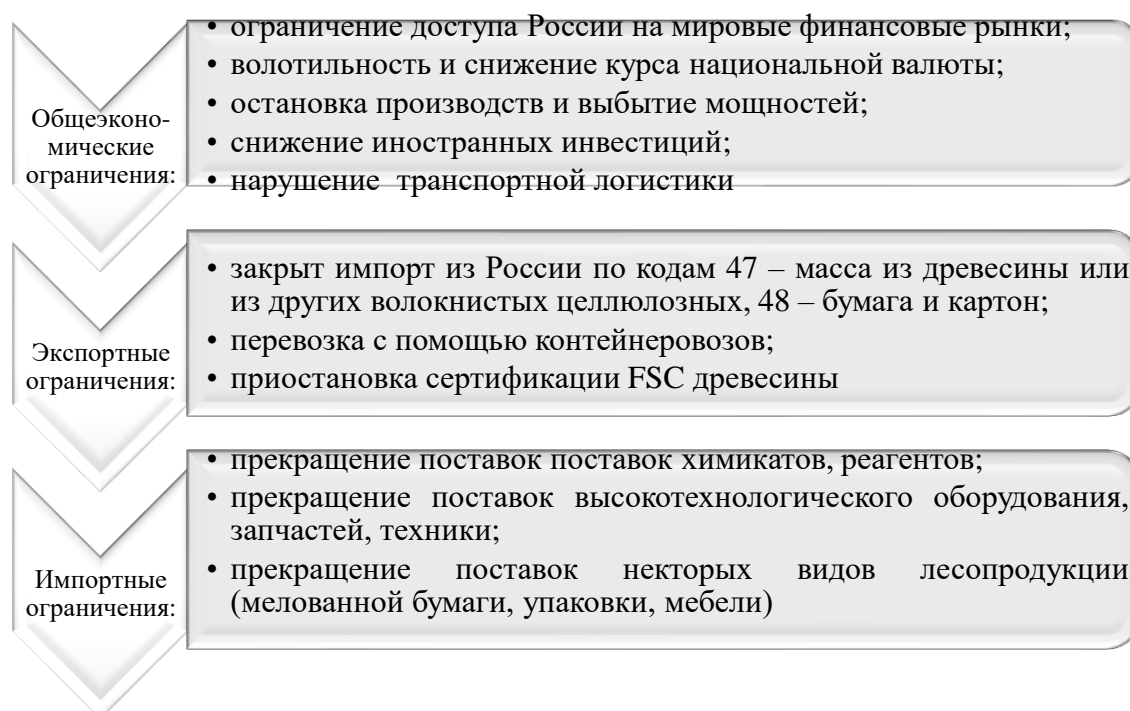 Общеэконо-
мические
ограничения:
• ограничение доступа России на мировые финансовые рынки;
• волотильность и снижение курса национальной валюты;
• остановка производств и выбытие мощностей;
• снижение иностранных инвестиций;
• нарушение транспортной логистики
Экспортные
ограничения:
• закрыт импорт из России по кодам 47 – масса из древесины или
из других волокнистых целлюлозных, 48 – бумага и картон;
• перевозка с помощью контейнеровозов;
• приостановка сертификации FSC древесины
Импортные
ограничения:
• прекращение поставок поставок химикатов, реагентов;
• прекращение поставок высокотехнологического оборудования,
запчастей, техники;
• прекращение поставок некторых видов лесопродукции
(мелованной бумаги, упаковки, мебели)